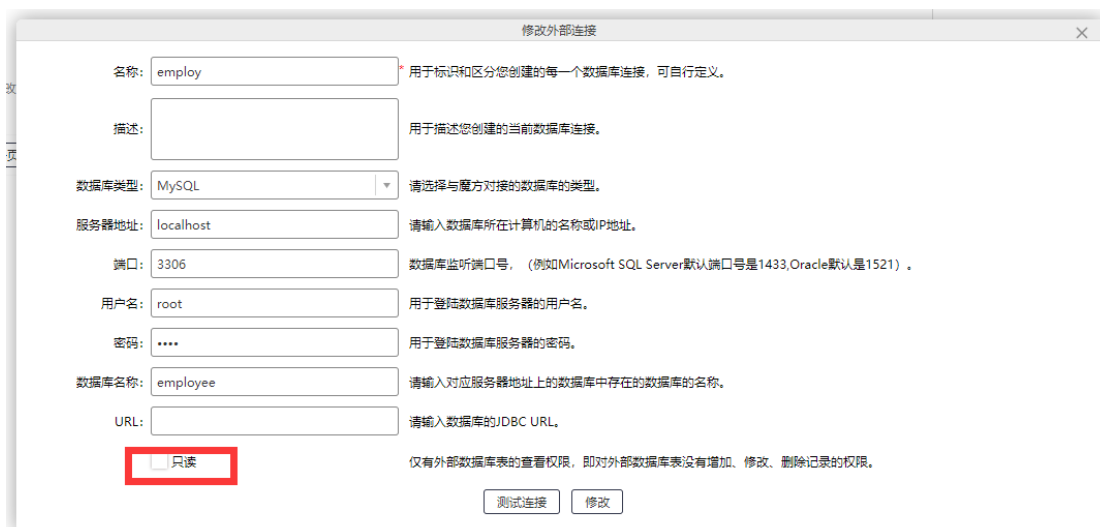 修改外部连接
改
名称： employ * 用于标识和区分您创建的每一个数据库连接，可自行定义。
描述： 用于描述您创建的当前数据库连接。
页
数据库类型： MySQL 请选择与魔方对接的数据库的类型。
服务器地址： localhost 请输入数据库所在计算机的名称或IP地址。
端口： 3306 数据库监听端口号，（例如Microsoft SQL Server默认端口号是1433,Oracle默认是1521）。
用户名： root 用于登陆数据库服务器的用户名。
密码： •••• 用于登陆数据库服务器的密码。
数据库名称： employee 请输入对应服务器地址上的数据库中存在的数据库的名称。
URL： 请输入数据库的JDBC URL。
只读 仅有外部数据库表的查看权限，即对外部数据库表没有增加、修改、删除记录的权限。
测试连接 修改